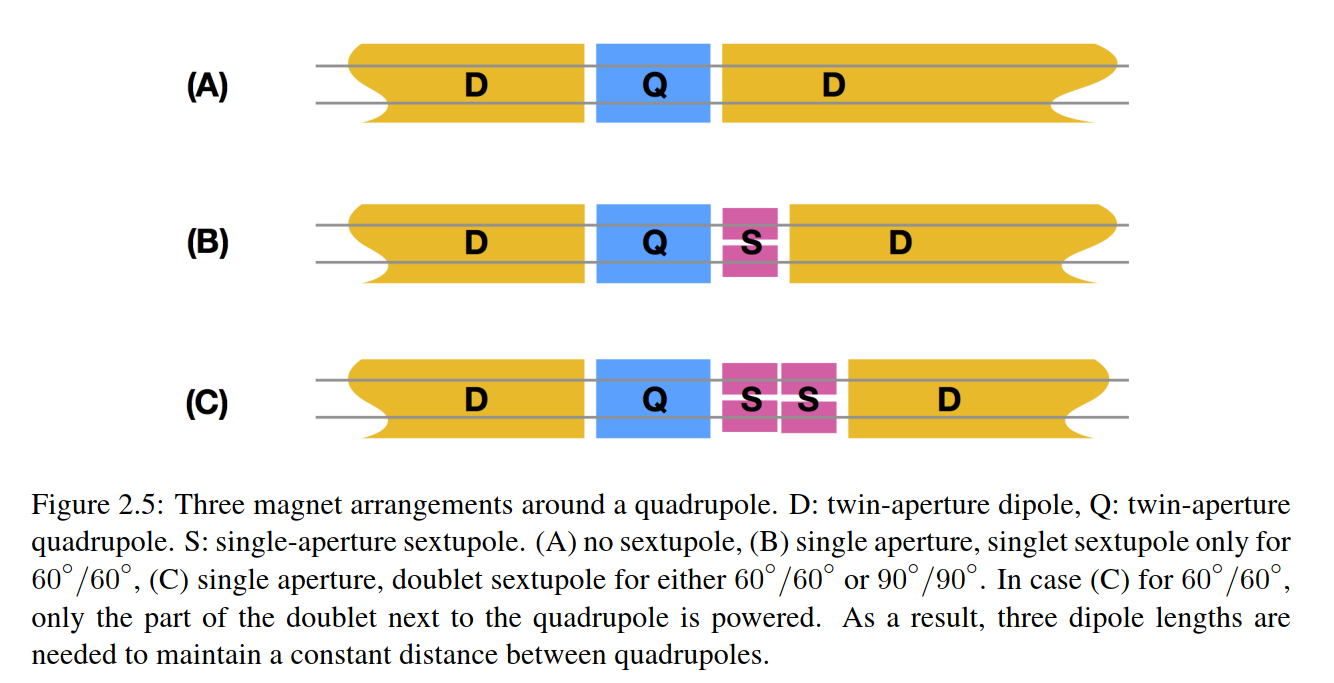 (A) D Q D
(B) D Q S D
(C) D Q S S D
Figure 2.5: Three magnet arrangements around a quadrupole. D: twin-aperture dipole, Q: twin-aperture
quadrupole. S: single-aperture sextupole. (A) no sextupole, (B) single aperture, singlet sextupole only for
60°/60°, (C) single aperture, doublet sextupole for either 60°/60° or 90°/90°. In case (C) for 60°/60°,
only the part of the doublet next to the quadrupole is powered. As a result, three dipole lengths are
needed to maintain a constant distance between quadrupoles.